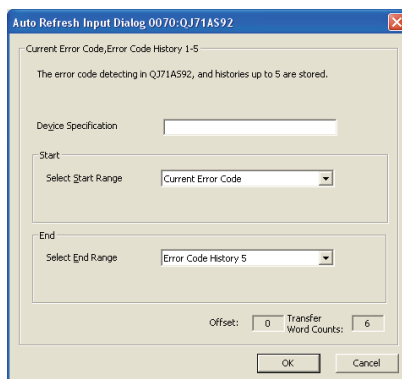 Auto Refresh Input Dialog 0070:QJ71AS92
Current Error Code,Error Code History 1-5
The error code detecting in QJ71AS92, and histories up to 5 are stored.
Device Specification
Start
Select Start Range Current Error Code
End
Select End Range Error Code History 5
Offset: 0 Transfer Word Counts: 6
OK Cancel